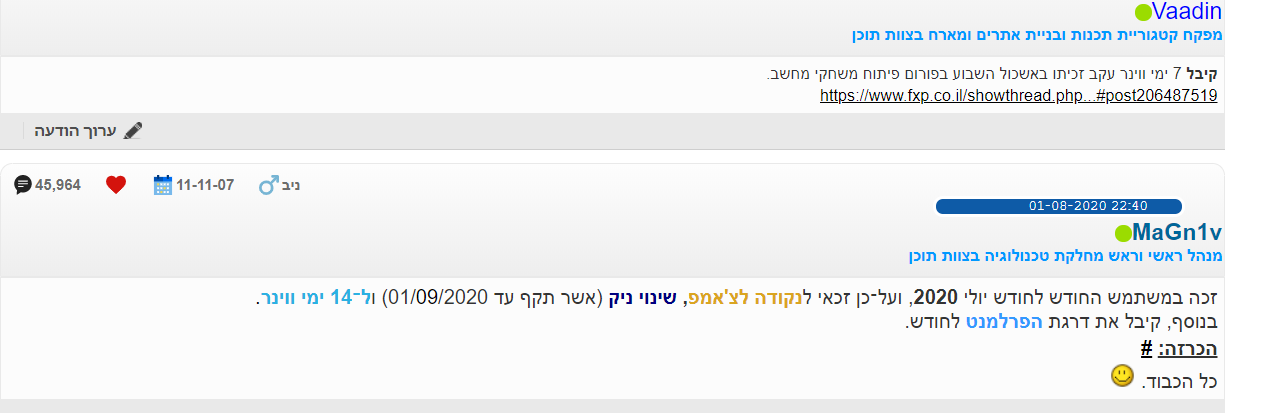 Vaadin
מפקח קטגוריית תכנות ובניית אתרים ומארח בצוות תוכן
קיבל 7 ימי ווינר עקב זכיתו באשכול השבוע בפורום פיתוח משחקי מחשב.
https://www.fxp.co.il/showthread.php...#post206487519
ערוך הודעה
ניב 11-11-07 45,964
01-08-2020 22:40
MaGn1v
מנהל ראשי וראש מחלקת טכנולוגיה בצוות תוכן
זכה במשתמש החודש לחודש יולי 2020, ועל־כן זכאי לנקודה לצ'אמפ, שינוי ניק (אשר תקף עד 01/09/2020) ול־14 ימי ווינר.
בנוסף, קיבל את דרגת הפרלמנט לחודש.
הכרזה: #
כל הכבוד.